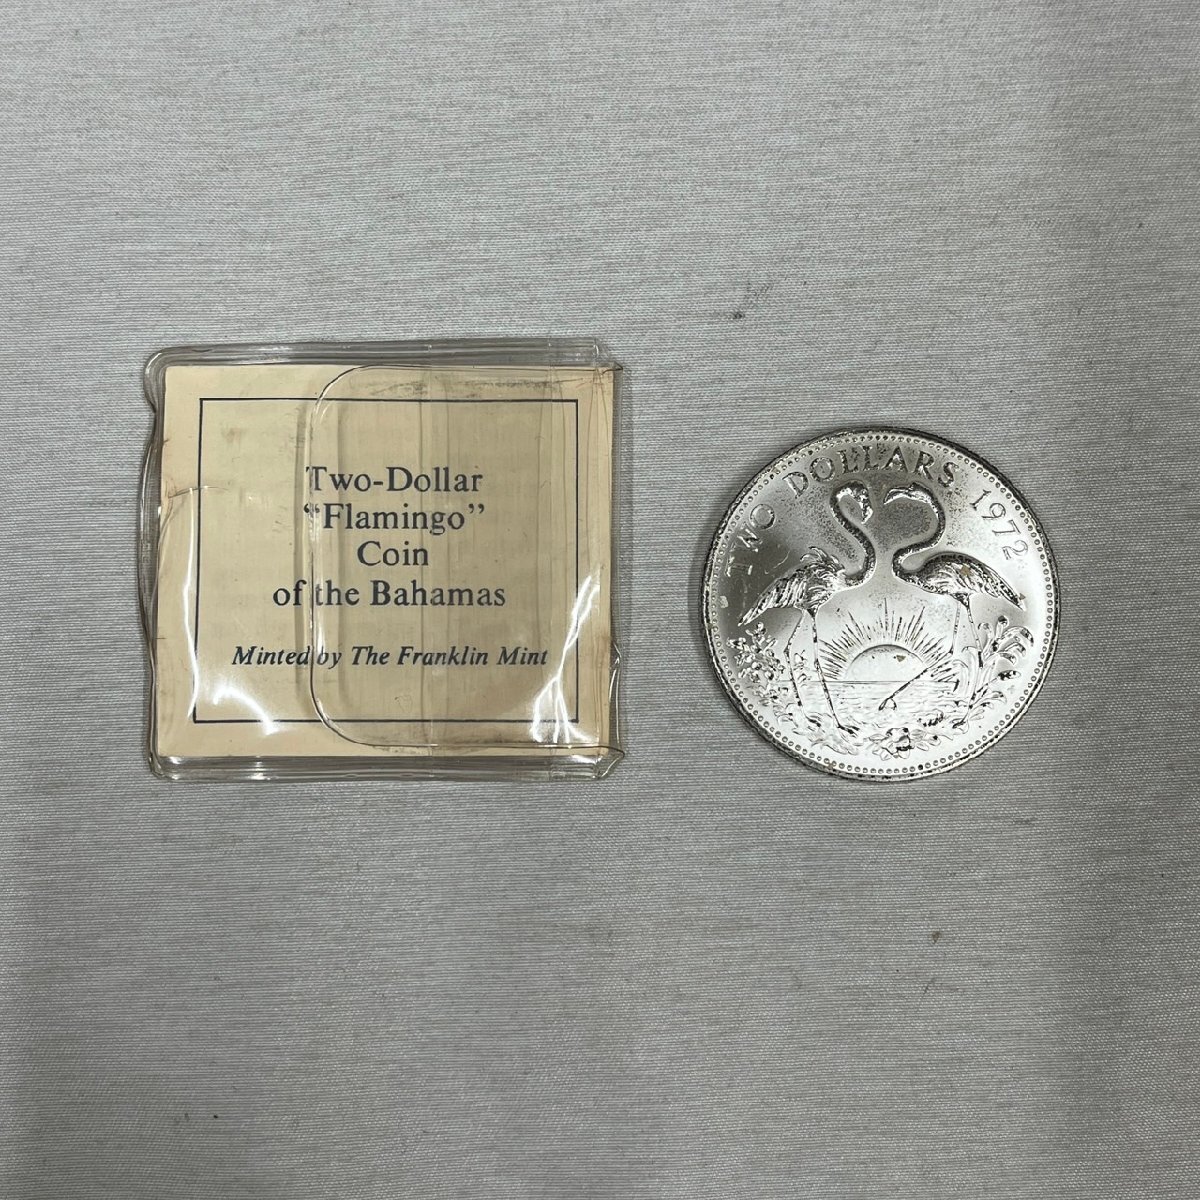 Two-Dollar
“Flamingo”
Coin
of the Bahamas
Minted by The Franklin Mint
TWO DOLLARS 1972